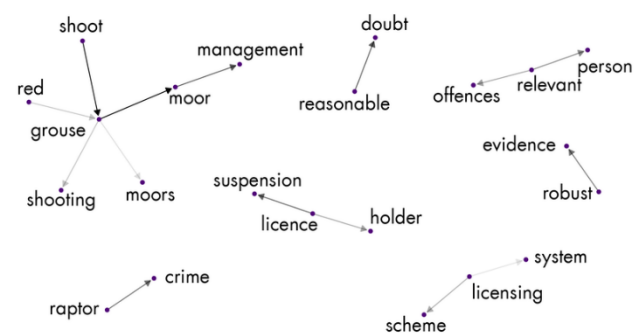 shoot
doubt
management
person
red
moor
relevant
offences
reasonable
grouse
evidence
suspension
robust
shooting
moors
holder
licence
system
crime
licensing
raptor
scheme